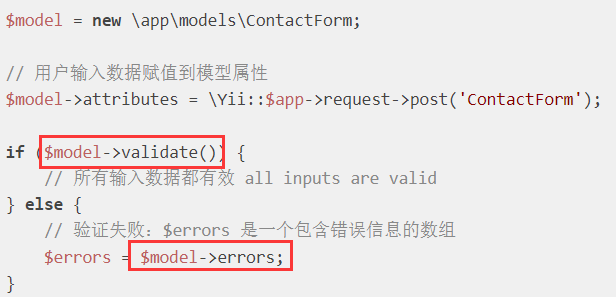 $model = new \app\models\ContactForm;
// 用户输入数据赋值到模型属性
$model->attributes = \Yii::$app->request->post('ContactForm');
if ($model->validate()) {
// 所有输入数据都有效 all inputs are valid
} else {
// 验证失败：$errors 是一个包含错误信息的数组
$errors = $model->errors;
}